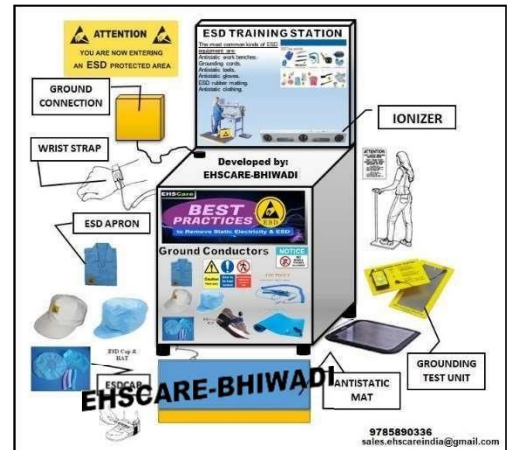 ATTENTION
YOU ARE NOW ENTERING
AN ESD PROTECTED AREA
ESD TRAINING STATION
The most common kinds of ESD
equipment are:
Antistatic work benches.
Grounding cords.
Antistatic tools.
Antistatic gloves.
ESD rubber matting.
Antistatic clothing.
GROUND
CONNECTION
IONIZER
WRIST STRAP
ATTENTION
Developed by:
EHSCARE-BHIWADI
EHSCare
BEST
PRACTICES
ESD
to Remove Static Electricity & ESD
ESD APRON
Ground Conductors
NOTICE
Caution
ESD Cap &
HAT
ESDCAP
EHSCARE-BHIWADI
ANTISTATIC
MAT
GROUNDING
TEST UNIT
9785890336
sales.ehscareindia@gmail.com